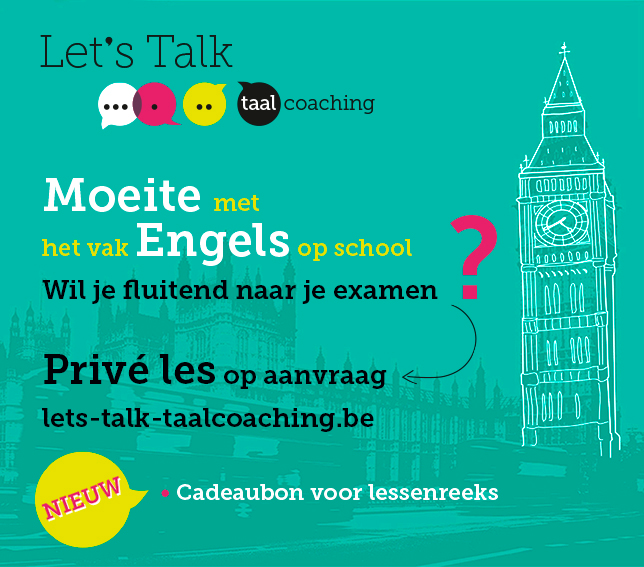 Let's Talk
taal coaching
Moeite met
het vak Engels op school
?
Wil je fluitend naar je examen
Privé les op aanvraag
lets-talk-taalcoaching.be
NIEUW
• Cadeaubon voor lessenreeks